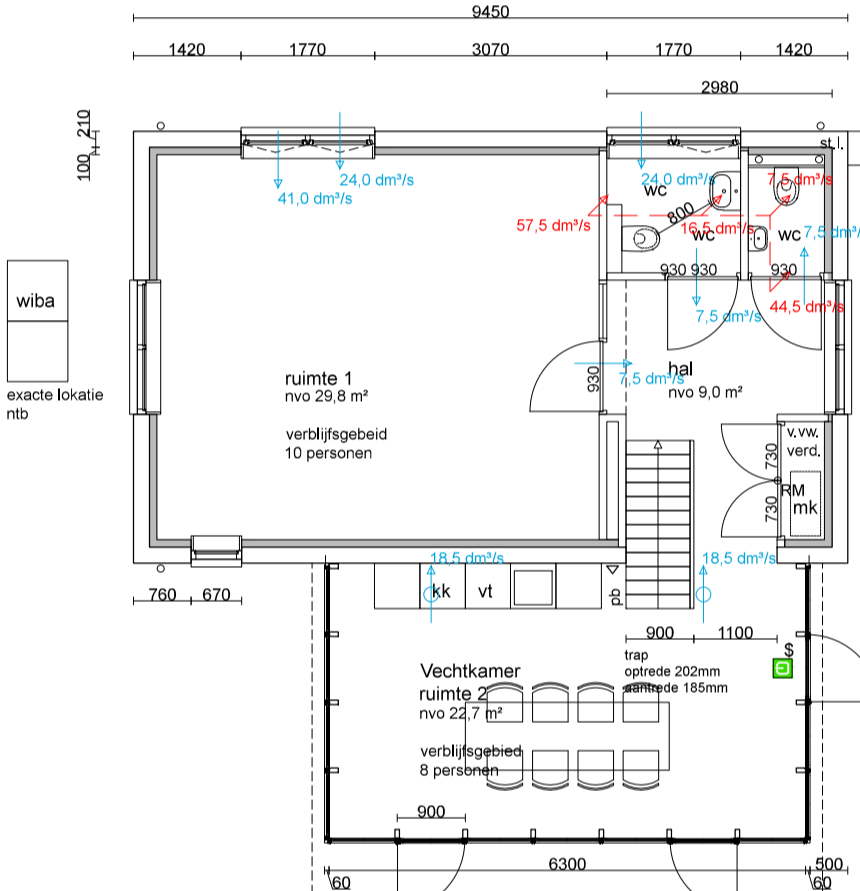 9450
1420 1770 3070 1770 1420
2980
210
100
st.l.
41,0 dm³/s
24,0 dm³/s
24,0 dm³/s
7,5 dm³/s
wc
800
57,5 dm³/s
16,5 dm³/s
wc
wc
7,5 dm³/s
930 930
930
7,5 dm³/s
44,5 dm³/s
wiba
exacte lokatie
ntb
ruimte 1
nvo 29,8 m²
verblijfsgebeid
10 personen
930
7,5 dm³/s
hal
nvo 9,0 m²
v.vw.
verd.
730
RM
mk
730
18,5 dm³/s
18,5 dm³/s
kk
vt
pb
760 670
900 1100
trap
optrede 202mm
aantrede 185mm
$
Vechtkamer
ruimte 2
nvo 22,7 m²
verblijfsgebied
8 personen
900
6300
500
60
60